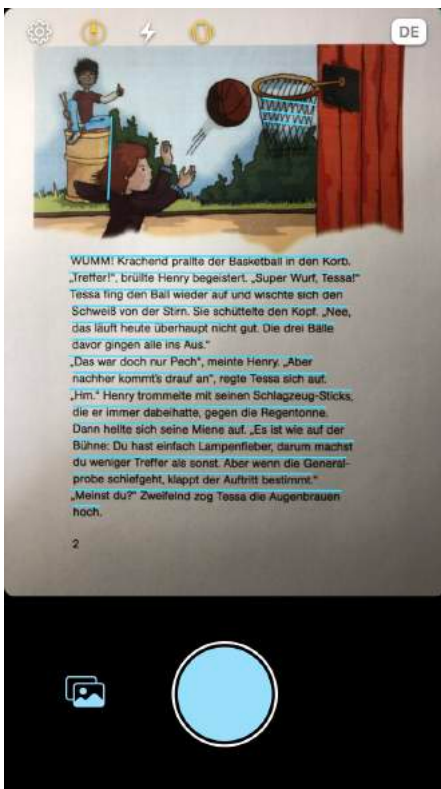 DE
WUMM! Krachend prallte der Basketball in den Korb.
„Treffer!", brüllte Henry begeistert. „Super Wurf, Tessa!"
Tessa fing den Ball wieder auf und wischte sich den
Schweiß von der Stirn. Sie schüttelte den Kopf. „Nee,
das läuft heute überhaupt nicht gut. Die drei Bälle
davor gingen alle ins Aus."
„Das war doch nur Pech", meinte Henry. „Aber
nachher kommt's drauf an", regte Tessa sich auf.
„Hm." Henry trommelte mit seinen Schlagzeug-Sticks,
die er immer dabeihatte, gegen die Regentonne.
Dann hellte sich seine Miene auf. „Es ist wie auf der
Bühne: Du hast einfach Lampenfieber, darum machst
du weniger Treffer als sonst. Aber wenn die General-
probe schiefgeht, klappt der Auftritt bestimmt."
„Meinst du?" Zweifelnd zog Tessa die Augenbrauen
hoch.
2